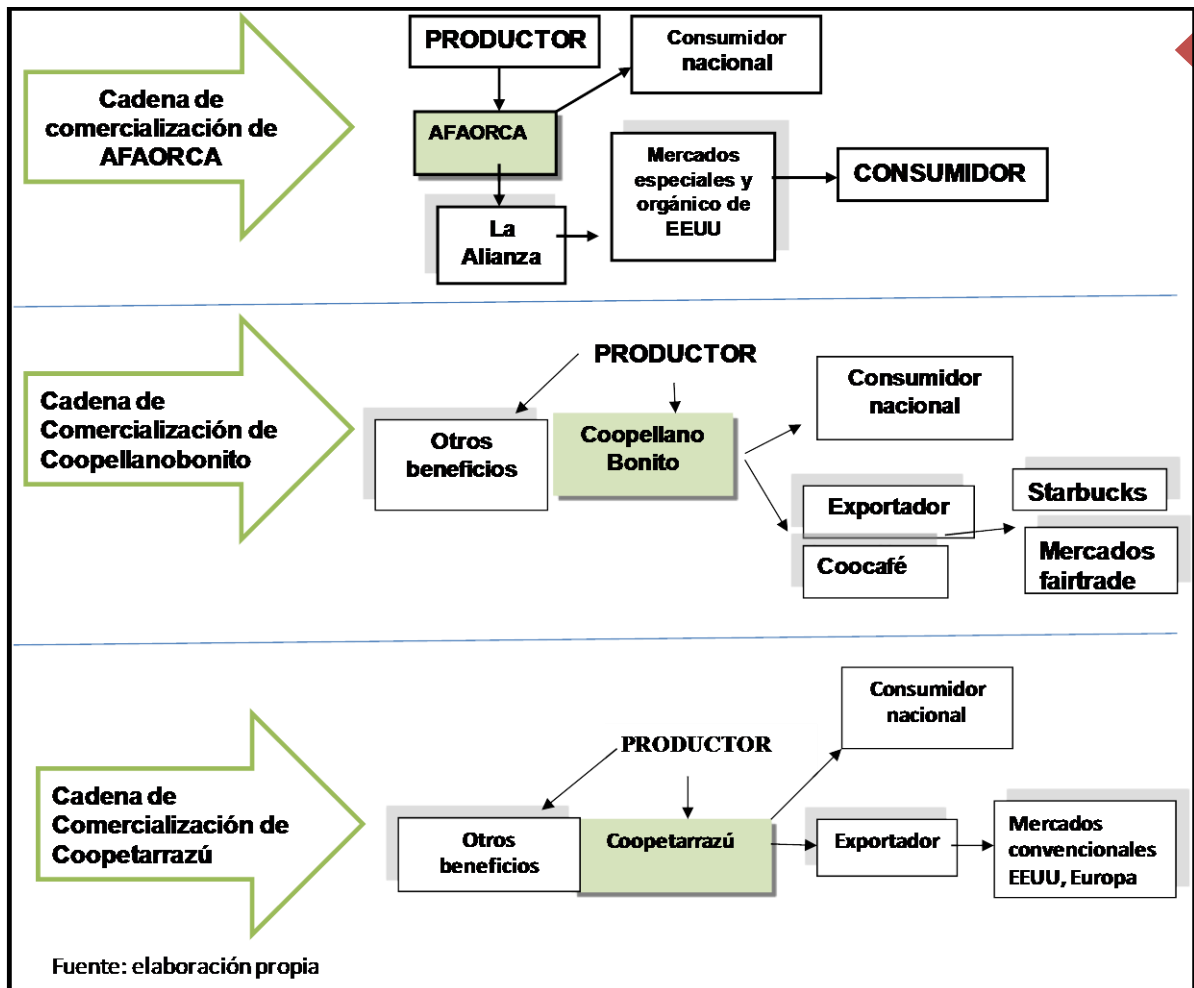 PRODUCTOR
Consumidor
nacional
Cadena de
comercialización de
AFAORCA
AFAORCA
Mercados
especiales y
orgánico de
EEUU
CONSUMIDOR
La
Alianza
PRODUCTOR
Consumidor
nacional
Cadena de
Comercialización de
Coopellanobonito
Otros
beneficios
Coopellano
Bonito
Exportador
Coocafé
Starbucks
Mercados
fairtrade
Consumidor
nacional
PRODUCTOR
Cadena de
Comercialización de
Coopetarrazú
Otros
beneficios
Coopetarrazú
Exportador
Mercados
convencionales
EEUU, Europa
Fuente: elaboración propia